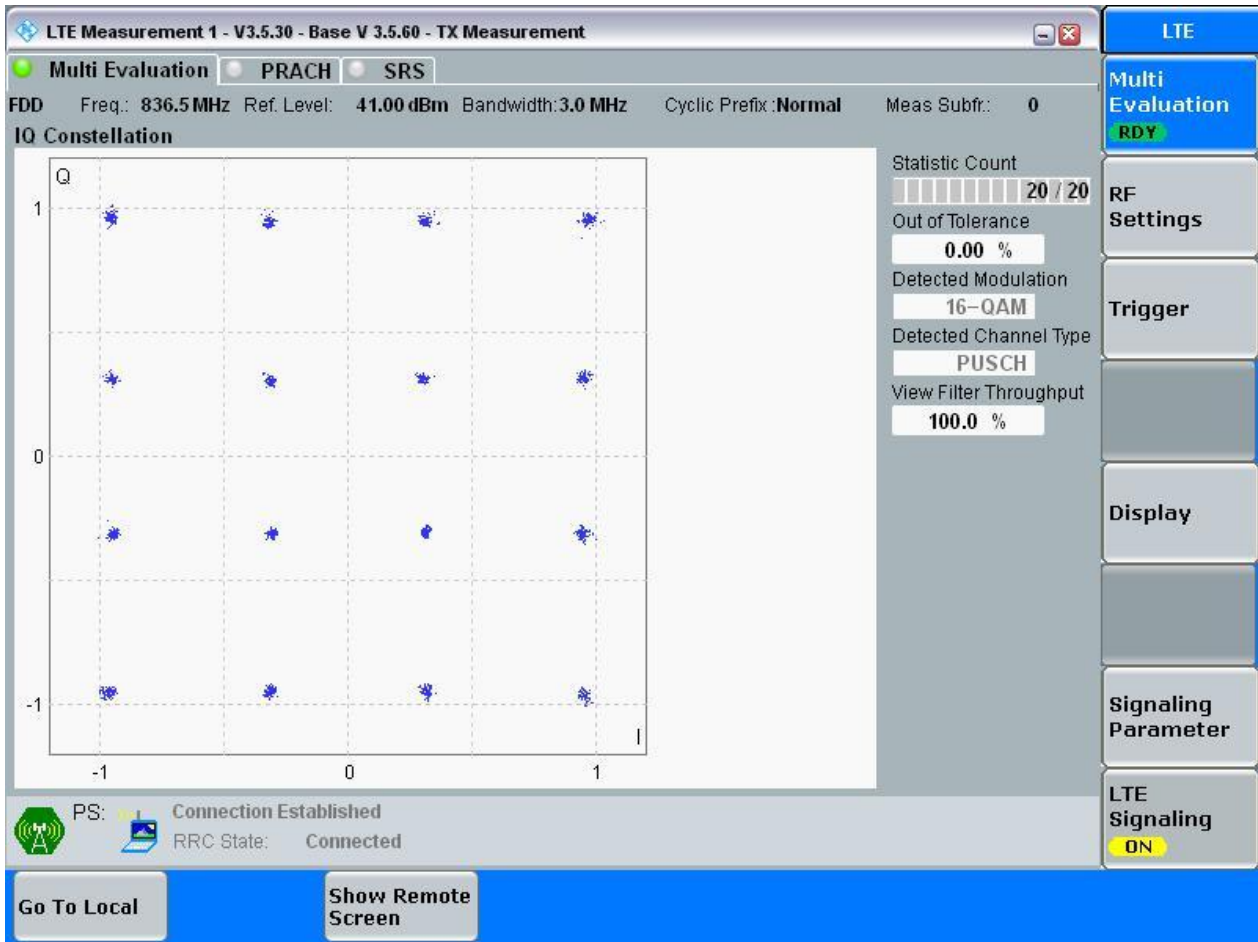 LTE Measurement 1 - V3.5.30 - Base V 3.5.60 - TX Measurement
LTE
Multi Evaluation PRACH SRS
FDD Freq.: 836.5 MHz Ref. Level: 41.00 dBm Bandwidth: 3.0 MHz Cyclic Prefix : Normal Meas Subfr.: 0
IQ Constellation
Q
1
0
-1
-1 0 1
I
Statistic Count
20 / 20
Out of Tolerance
0.00 %
Detected Modulation
16-QAM
Detected Channel Type
PUSCH
View Filter Throughput
100.0 %
Multi
Evaluation
RDY
RF
Settings
Trigger
Display
Signaling
Parameter
LTE
Signaling
ON
PS: Connection Established
RRC State: Connected
Go To Local
Show Remote
Screen